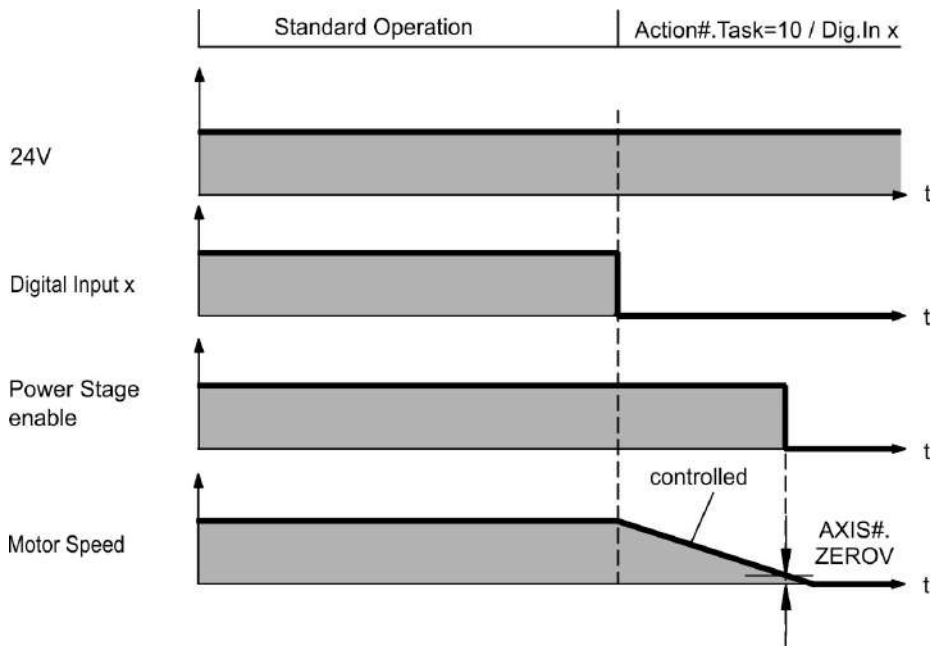 Standard Operation
Action#.Task=10 / Dig.In x
24V
t
Digital Input x
t
Power Stage
enable
t
controlled
Motor Speed
AXIS#.
ZEROV
t